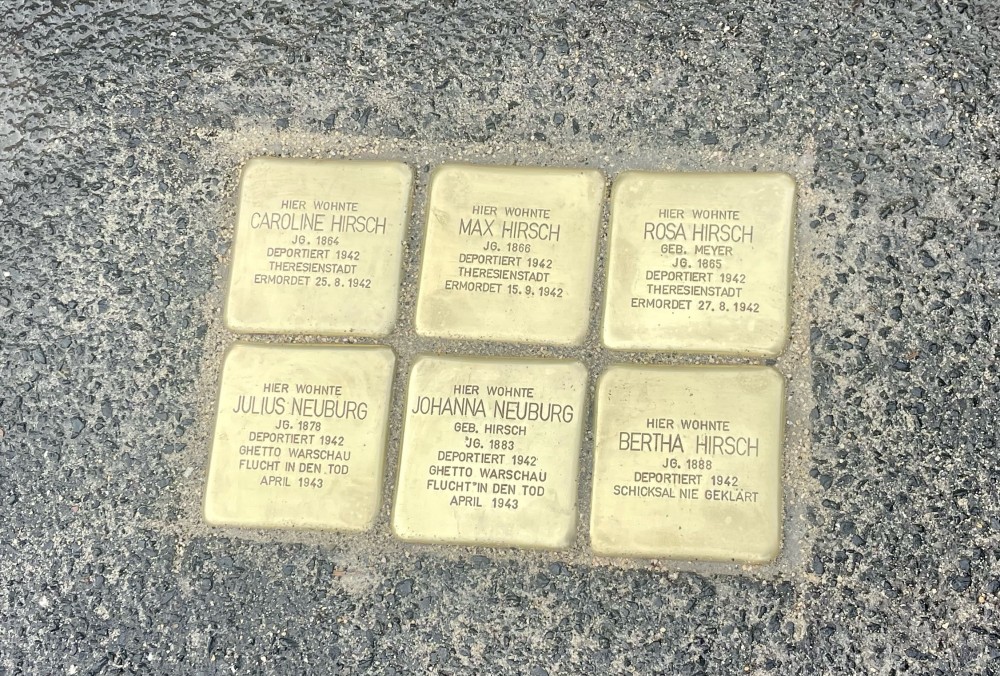 HIER WOHNTE
CAROLINE HIRSCH
JG. 1864
DEPORTIERT 1942
THERESIENSTADT
ERMORDET 25.8.1942
HIER WOHNTE
MAX HIRSCH
JG. 1866
DEPORTIERT 1942
THERESIENSTADT
ERMORDET 15.9.1942
HIER WOHNTE
ROSA HIRSCH
GEB. MEYER
JG. 1865
DEPORTIERT 1942
THERESIENSTADT
ERMORDET 27.8.1942
HIER WOHNTE
JULIUS NEUBURG
JG. 1878
DEPORTIERT 1942
GHETTO WARSCHAU
FLUCHT IN DEN TOD
APRIL 1943
HIER WOHNTE
JOHANNA NEUBURG
GEB. HIRSCH
JG. 1883
DEPORTIERT 1942
GHETTO WARSCHAU
FLUCHT IN DEN TOD
APRIL 1943
HIER WOHNTE
BERTHA HIRSCH
JG. 1888
DEPORTIERT 1942
SCHICKSAL NIE GEKLÄRT